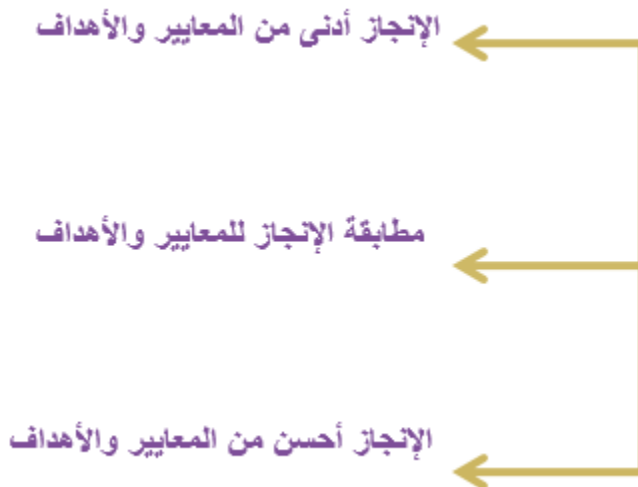 الإنجاز أدنى من المعايير والأهداف
مطابقة الإنجاز للمعايير والأهداف
الإنجاز أحسن من المعايير والأهداف